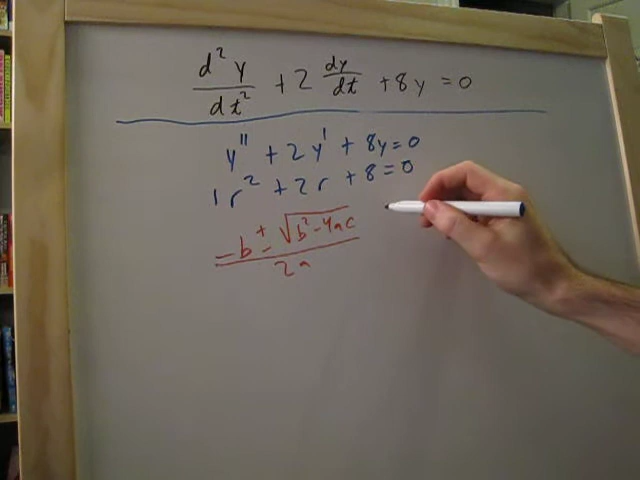 d²y/dt² + 2 dy/dt + 8y = 0
y'' + 2y' + 8y = 0
1r² + 2r + 8 = 0
-b ± √(b² - 4ac) / 2a